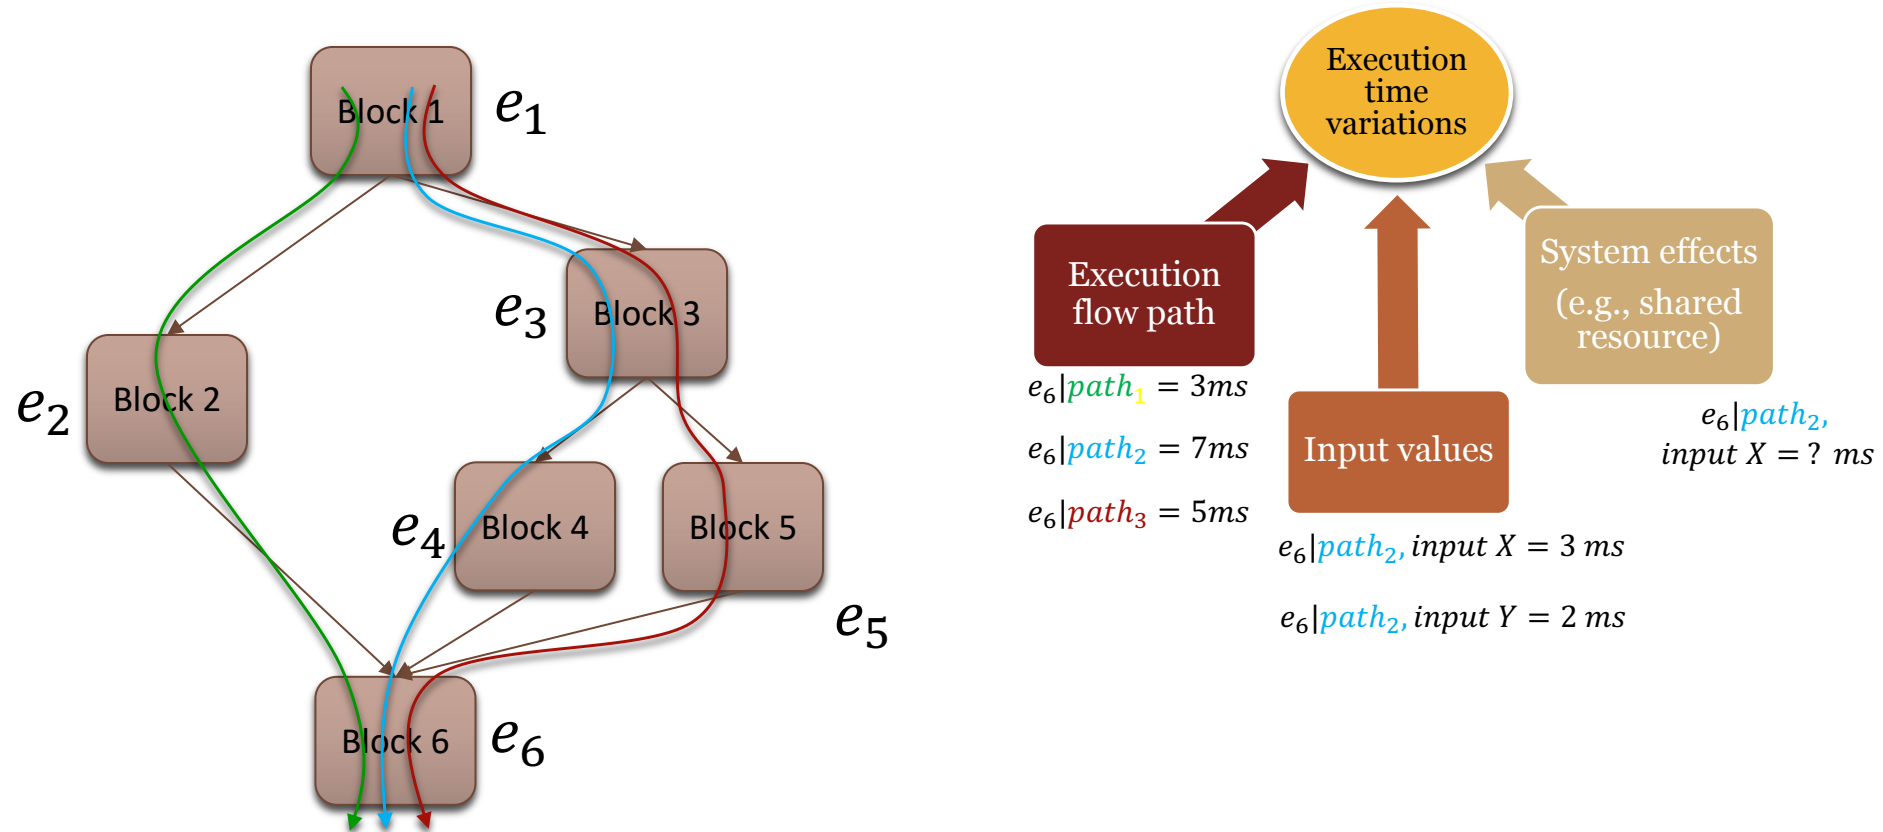 Block 1
e₁
Block 3
e₃
Block 2
e₂
Block 4
e₄
Block 5
e₅
Block 6
e₆
Execution
time
variations
Execution
flow path
e₆|path₁ = 3ms
e₆|path₂ = 7ms
e₆|path₃ = 5ms
Input values
e₆|path₂, input X = 3 ms
e₆|path₂, input Y = 2 ms
System effects
(e.g., shared
resource)
e₆|path₂,
input X = ? ms